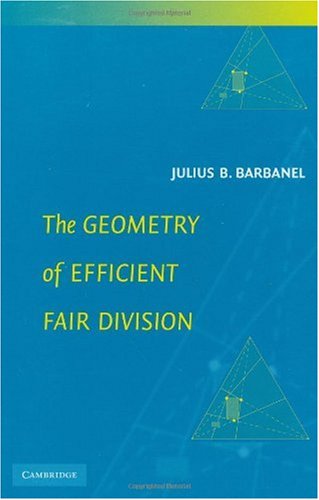 JULIUS B. BARBANEL
The GEOMETRY
of EFFICIENT
FAIR DIVISION
CAMBRIDGE